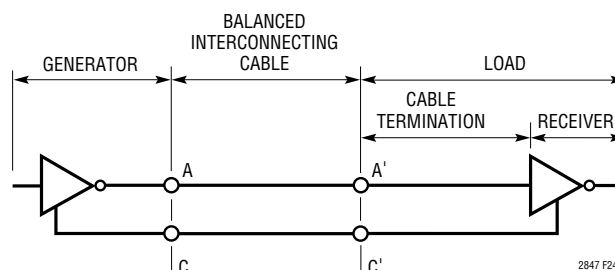 BALANCED
INTERCONNECTING
CABLE
GENERATOR
LOAD
CABLE
TERMINATION
RECEIVER
A
A'
C
C'
2847 F24